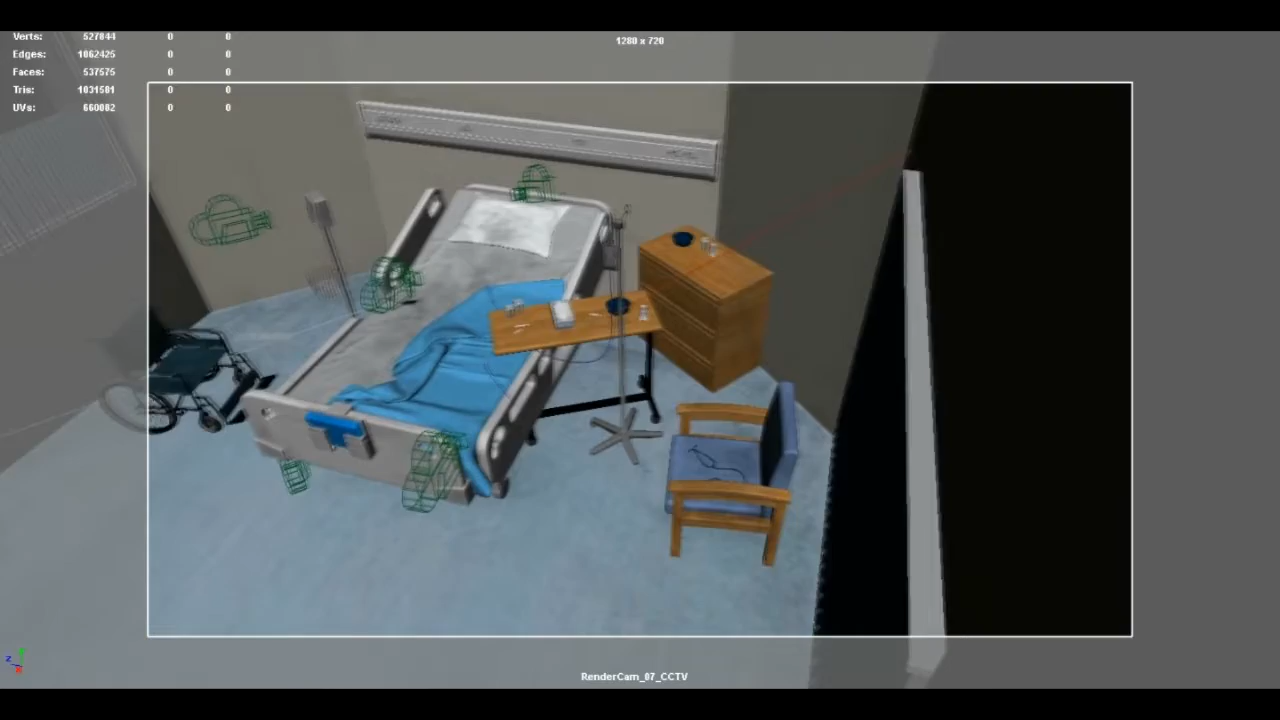 Verts: 527844 0 0
1280 x 720
Edges: 1062425 0 0
Faces: 537575 0 0
Tris: 1031581 0 0
UVs: 660082 0 0
RenderCam_07_CCTV